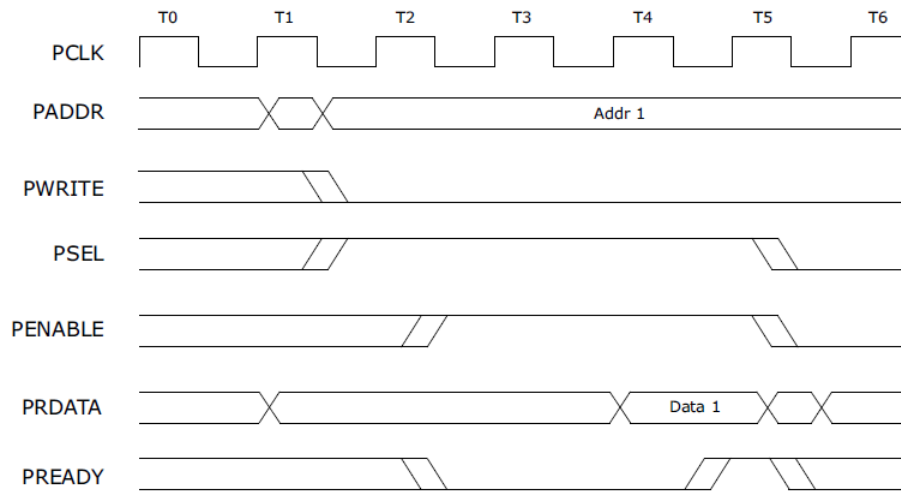 T0 T1 T2 T3 T4 T5 T6
PCLK
PADDR Addr 1
PWRITE
PSEL
PENABLE
PRDATA Data 1
PREADY